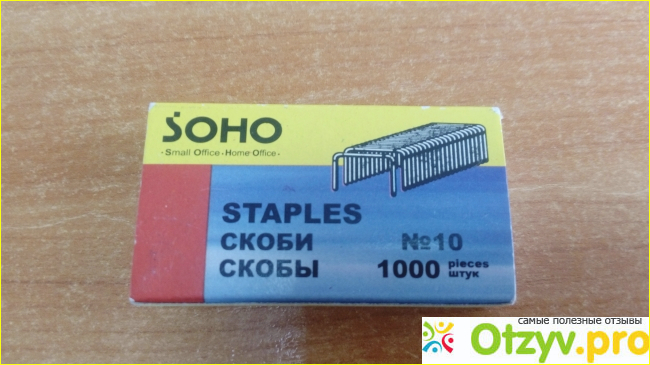 SOHO
- Small Office - Home Office -
STAPLES
СКОБИ №10
СКОБЫ 1000 pieces штук
самые полезные отзывы
Otzyv.pro